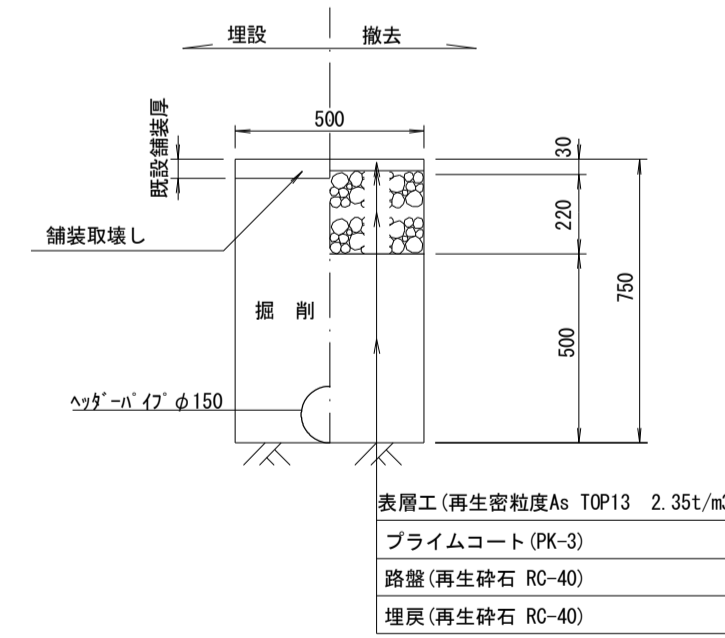 埋設 撤去
500
既設舗装厚
30
220
750
500
舗装取壊し
掘 削
ﾍｯﾀﾞｰﾊﾟｲﾌﾟ φ150
表層工(再生密粒度As TOP13 2.35t/m3
プライムコート(PK-3)
路盤(再生砕石 RC-40)
埋戻(再生砕石 RC-40)